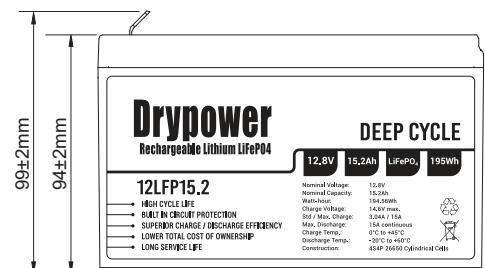 99±2mm
94±2mm
Drypower
Rechargeable Lithium LiFePO4
DEEP CYCLE
12.8V 15.2Ah LiFePO₄ 195Wh
12LFP15.2
HIGH CYCLE LIFE
BUILT IN CIRCUIT PROTECTION
SUPERIOR CHARGE / DISCHARGE EFFICIENCY
LOWER TOTAL COST OF OWNERSHIP
LONG SERVICE LIFE
Nominal Voltage: 12.8V
Nominal Capacity: 15.2Ah
Watt-hour: 194.56Wh
Charge Voltage: 14.6V max.
Std / Max. Charge: 3.04A / 15A
Max. Discharge: 15A continuous
Charge Temp.: 0°C to +45°C
Discharge Temp.: -20°C to +60°C
Construction: 4S4P 26650 Cylindrical Cells